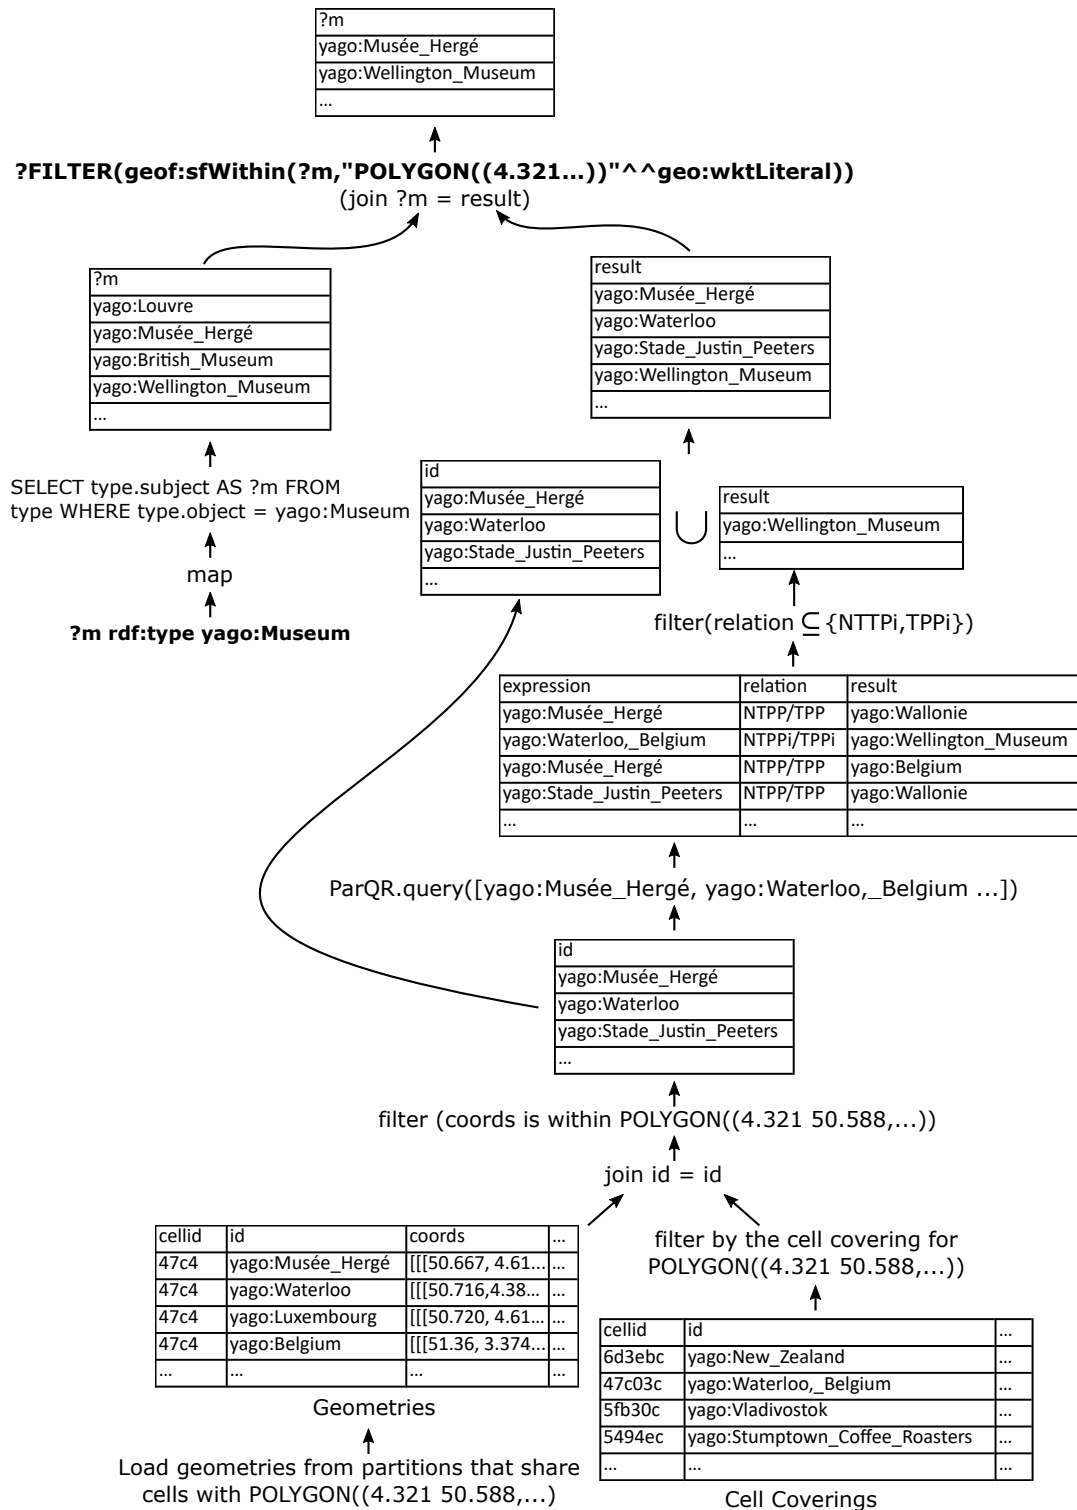 ?m
yago:Musée_Hergé
yago:Wellington_Museum
...
?FILTER(geof:sfWithin(?m,"POLYGON((4.321...))"^^geo:wktLiteral))
(join ?m = result)
?m
yago:Louvre
yago:Musée_Hergé
yago:British_Museum
yago:Wellington_Museum
...
result
yago:Musée_Hergé
yago:Waterloo
yago:Stade_Justin_Peeters
yago:Wellington_Museum
...
SELECT type.subject AS ?m FROM
type WHERE type.object = yago:Museum
map
?m rdf:type yago:Museum
id
yago:Musée_Hergé
yago:Waterloo
yago:Stade_Justin_Peeters
...
⋃
result
yago:Wellington_Museum
...
filter(relation ⊆ {NTTPi,TPPi})
expression relation result
yago:Musée_Hergé NTPP/TPP yago:Wallonie
yago:Waterloo,_Belgium NTPPi/TPPi yago:Wellington_Museum
yago:Musée_Hergé NTPP/TPP yago:Belgium
yago:Stade_Justin_Peeters NTPP/TPP yago:Wallonie
... ... ...
ParQR.query([yago:Musée_Hergé, yago:Waterloo,_Belgium ...])
id
yago:Musée_Hergé
yago:Waterloo
yago:Stade_Justin_Peeters
...
filter (coords is within POLYGON((4.321 50.588,...))
join id = id
cellid id coords ...
47c4 yago:Musée_Hergé [[[50.667, 4.61... ...
47c4 yago:Waterloo [[[50.716,4.38... ...
47c4 yago:Luxembourg [[[50.720, 4.61... ...
47c4 yago:Belgium [[[51.36, 3.374... ...
... ... ... ...
Geometries
Load geometries from partitions that share
cells with POLYGON((4.321 50.588,...)
filter by the cell covering for
POLYGON((4.321 50.588,...))
cellid id ...
6d3ebc yago:New_Zealand ...
47c03c yago:Waterloo,_Belgium ...
5fb30c yago:Vladivostok ...
5494ec yago:Stumptown_Coffee_Roasters ...
... ... ...
Cell Coverings